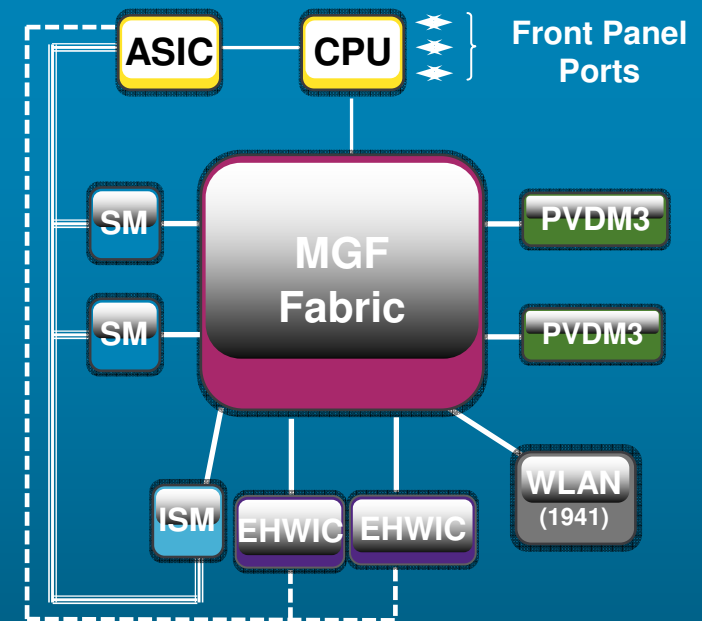 ASIC
CPU
Front Panel
Ports
SM
MGF
Fabric
PVDM3
SM
PVDM3
ISM
EHWIC
EHWIC
WLAN
(1941)